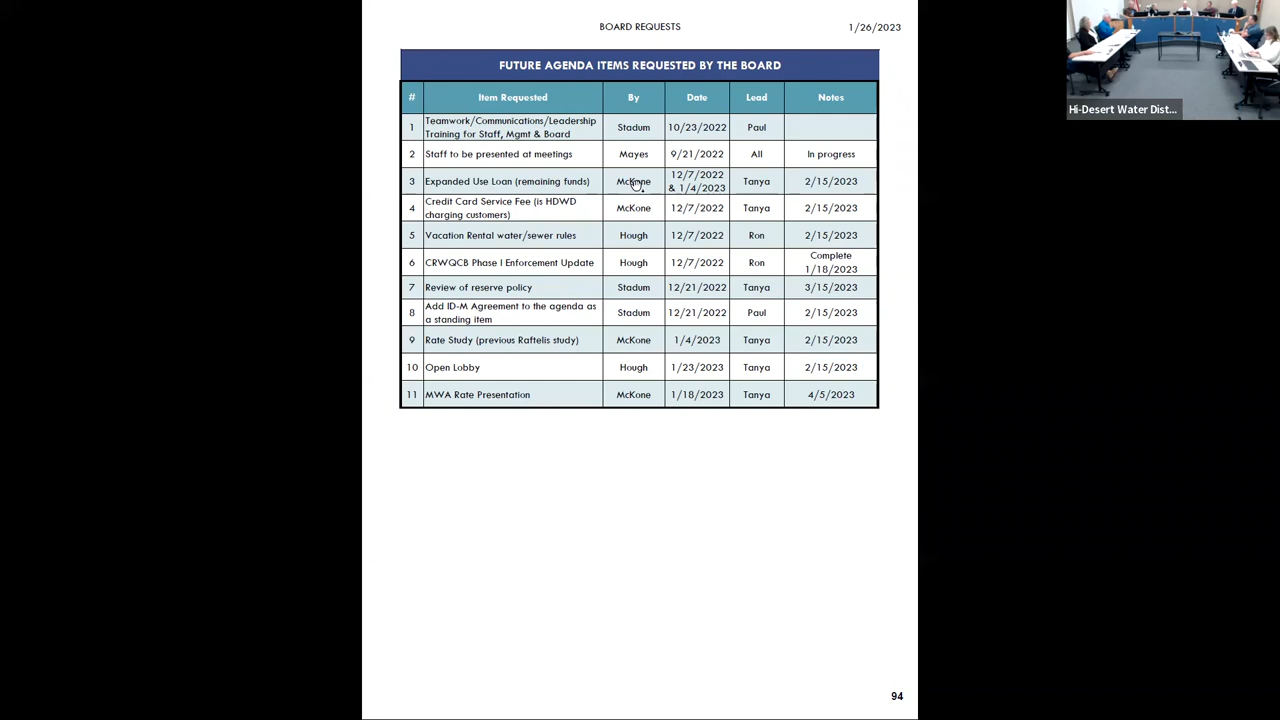 BOARD REQUESTS 1/26/2023
FUTURE AGENDA ITEMS REQUESTED BY THE BOARD
# Item Requested By Date Lead Notes
1 Teamwork/Communications/Leadership Training for Staff, Mgmt & Board Stadum 10/23/2022 Paul
2 Staff to be presented at meetings Mayes 9/21/2022 All In progress
3 Expanded Use Loan (remaining funds) McKone 12/7/2022 & 1/4/2023 Tanya 2/15/2023
4 Credit Card Service Fee (is HDWD charging customers) McKone 12/7/2022 Tanya 2/15/2023
5 Vacation Rental water/sewer rules Hough 12/7/2022 Ron 2/15/2023
6 CRWQCB Phase I Enforcement Update Hough 12/7/2022 Ron Complete 1/18/2023
7 Review of reserve policy Stadum 12/21/2022 Tanya 3/15/2023
8 Add ID-M Agreement to the agenda as a standing item Stadum 12/21/2022 Paul 2/15/2023
9 Rate Study (previous Raftelis study) McKone 1/4/2023 Tanya 2/15/2023
10 Open Lobby Hough 1/23/2023 Tanya 2/15/2023
11 MWA Rate Presentation McKone 1/18/2023 Tanya 4/5/2023
94
Hi-Desert Water Dist...